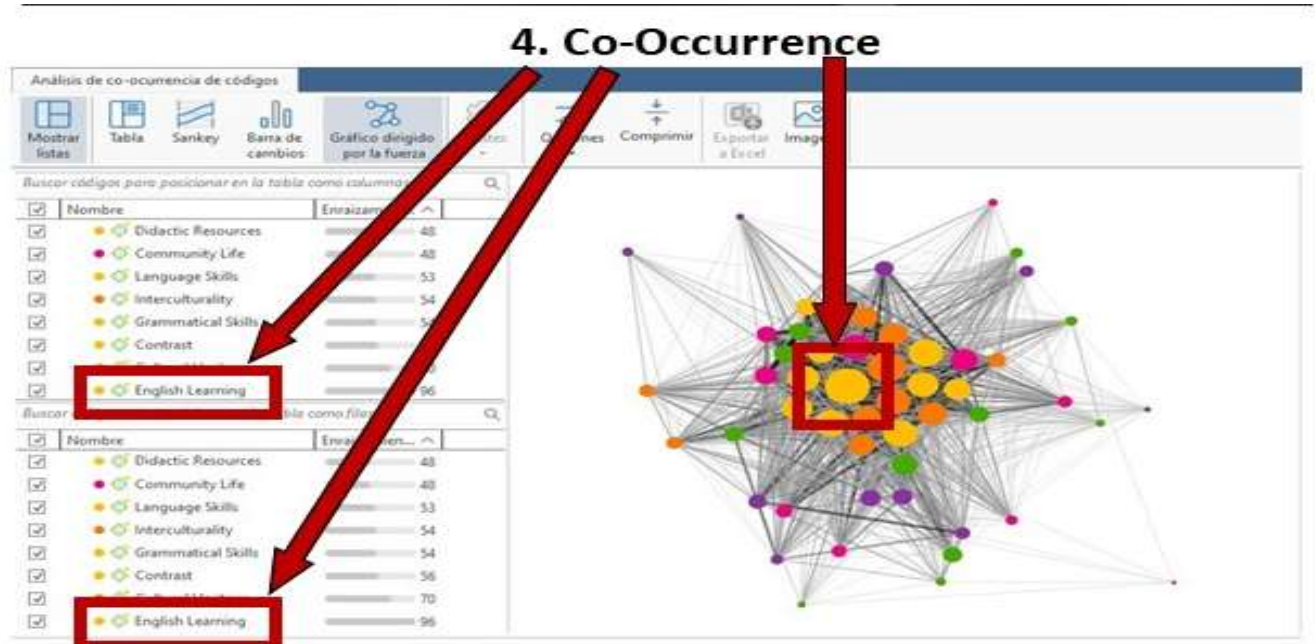 4. Co-Occurrence
Análisis de co-ocurrencia de códigos
Mostrar listas
Tabla
Sankey
Barra de cambios
Gráfico dirigido por la fuerza
Comprimir
Exportar a Excel
Buscar códigos para posicionar en la tabla como
Nombre
Didactic Resources 48
Community Life 48
Language Skills 53
Interculturality 54
Grammatical Skills
Contrast
English Learning 96
Buscar
como filas
Nombre
Didactic Resources 48
Community Life 48
Language Skills 53
Interculturality 54
Grammatical Skills 54
Contrast 56
70
English Learning 96